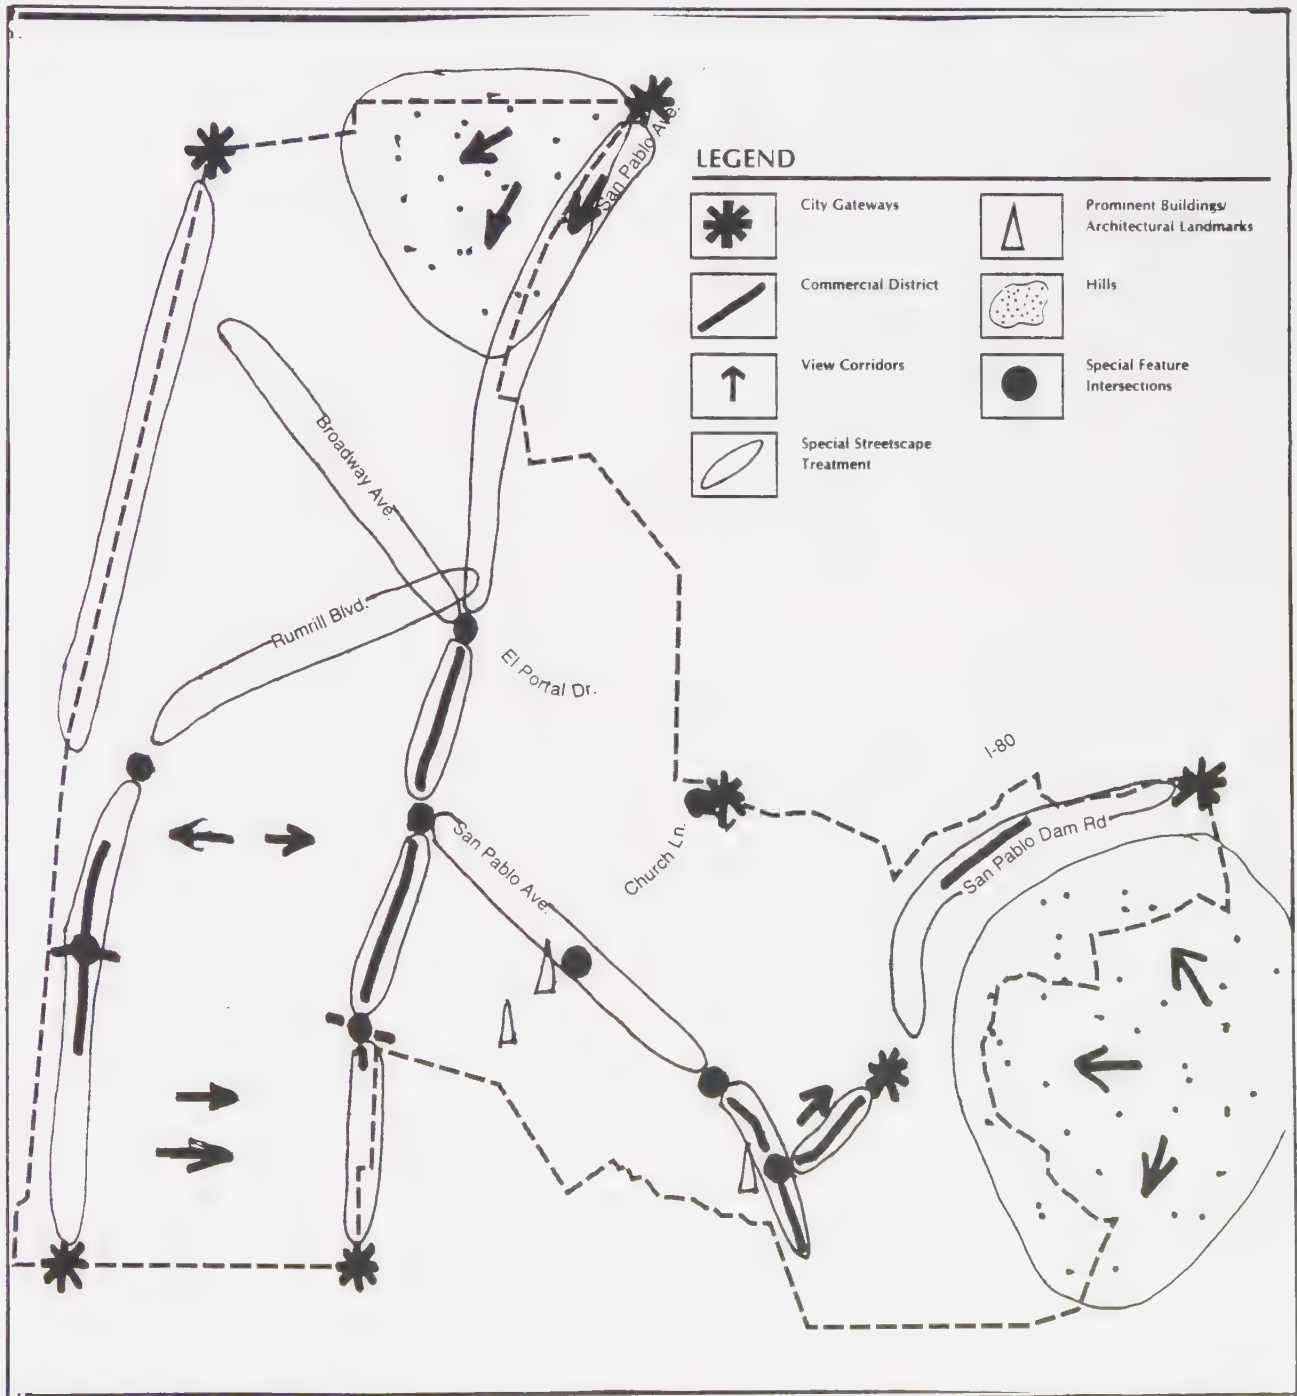 San Pablo Ave.
LEGEND
City Gateways
Commercial District
View Corridors
Special Streetscape
Treatment
Prominent Buildings/
Architectural Landmarks
Hills
Special Feature
Intersections
Broadway Ave.
Rumrill Blvd.
El Portal Dr.
I-80
San Pablo Ave.
Church Ln.
San Pablo Dam Rd